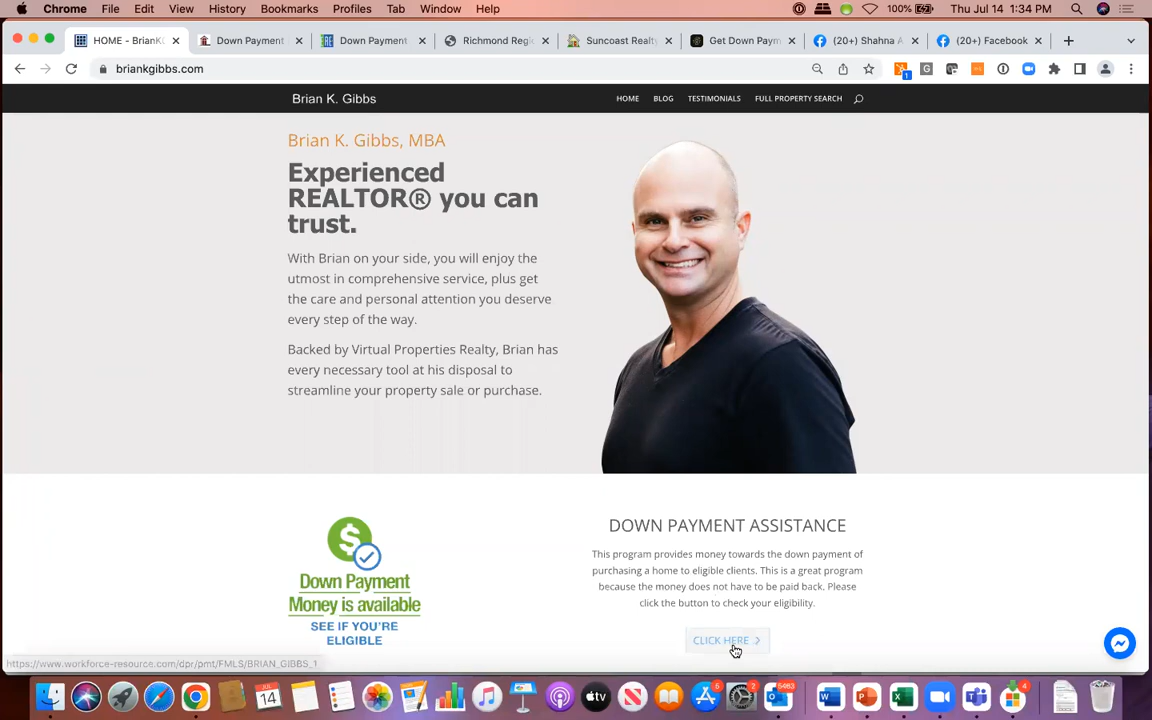 Chrome File Edit View History Bookmarks Profiles Tab Window Help 100% Thu Jul 14 1:34 PM
HOME - BrianK Down Payment Down Payment Richmond Regi Suncoast Realty Get Down Paym (20+) Shahna A (20+) Facebook
briankgibbs.com 1
Brian K. Gibbs HOME BLOG TESTIMONIALS FULL PROPERTY SEARCH
Brian K. Gibbs, MBA
Experienced
REALTOR® you can
trust.
With Brian on your side, you will enjoy the
utmost in comprehensive service, plus get
the care and personal attention you deserve
every step of the way.
Backed by Virtual Properties Realty, Brian has
every necessary tool at his disposal to
streamline your property sale or purchase.
$
Down Payment
Money is available
SEE IF YOU'RE
ELIGIBLE
DOWN PAYMENT ASSISTANCE
This program provides money towards the down payment of
purchasing a home to eligible clients. This is a great program
because the money does not have to be paid back. Please
click the button to check your eligibility.
CLICK HERE >
https://www.workforce-resource.com/dpr/pmt/FMLS/BRIAN_GIBBS_1
JUL
14
tv
5
2
5483
4